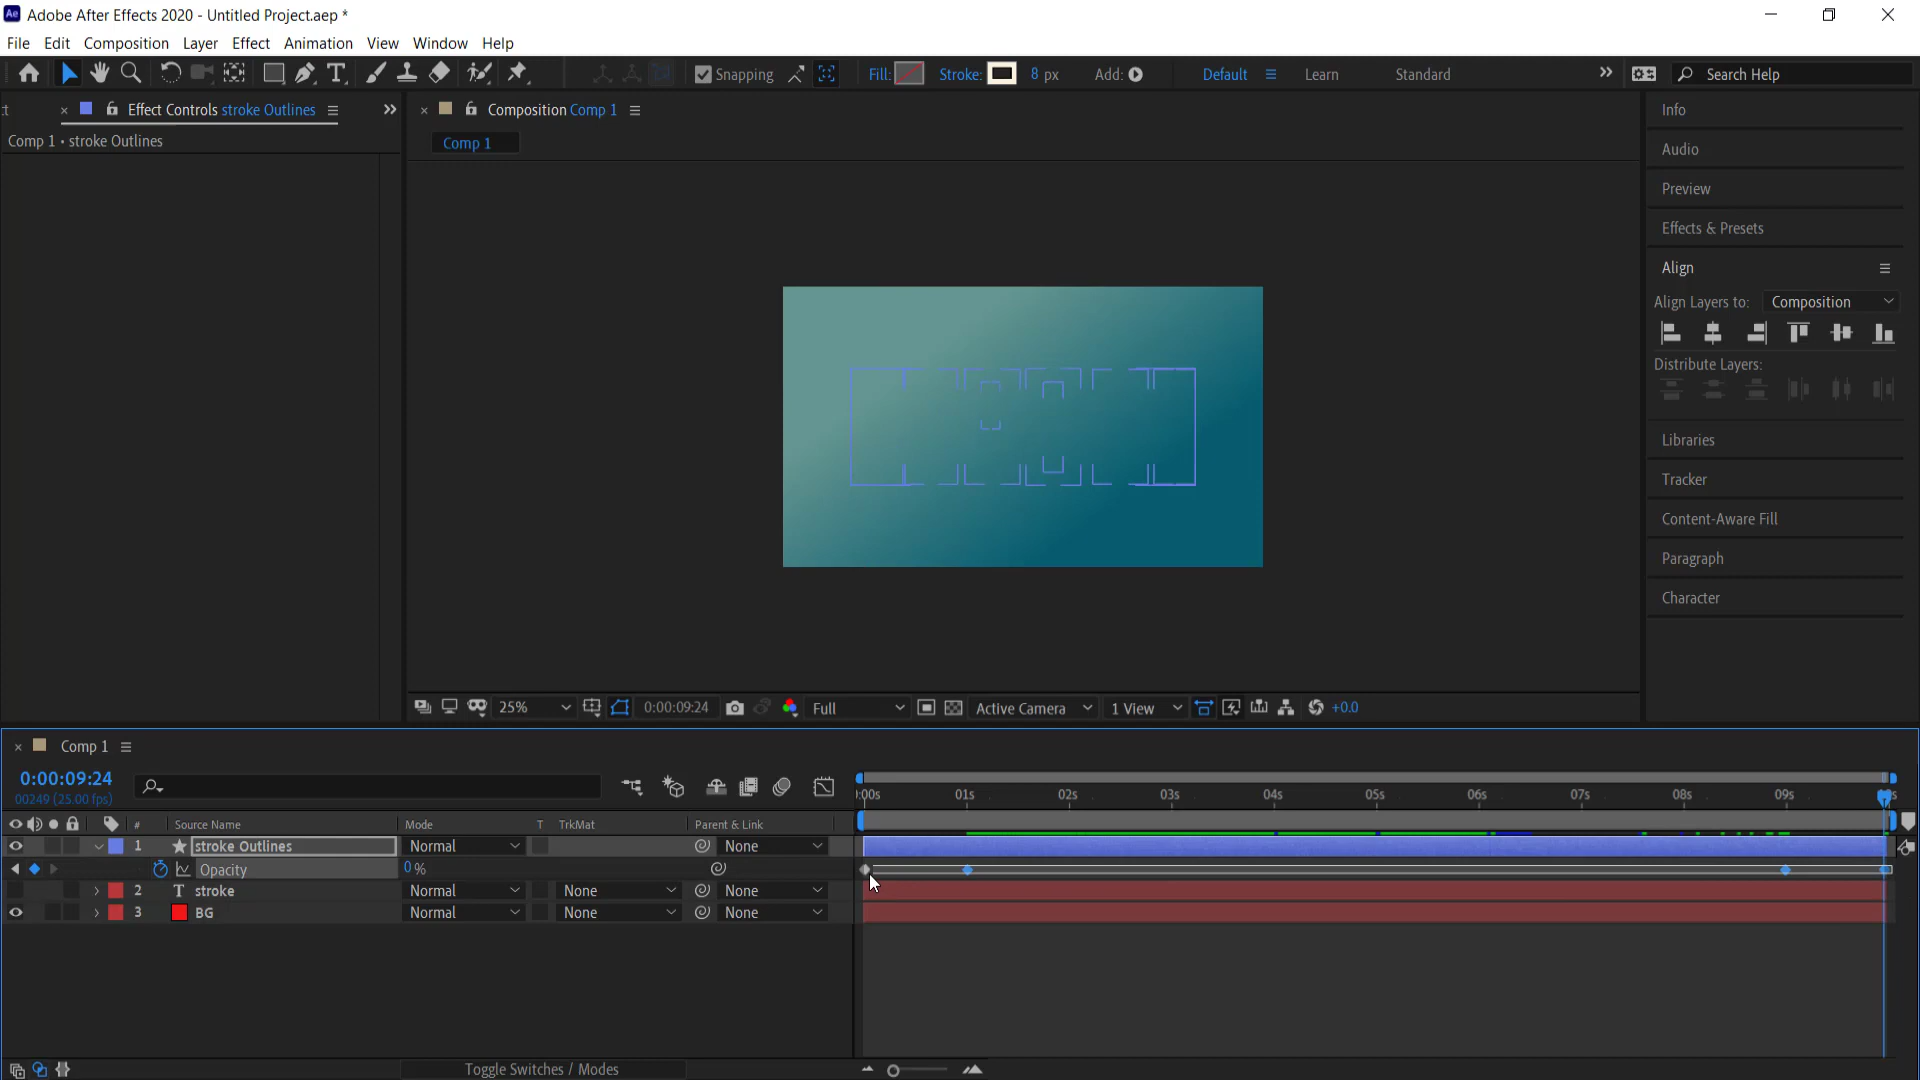 Adobe After Effects 2020 - Untitled Project.aep *
File Edit Composition Layer Effect Animation View Window Help
Snapping Fill: Stroke: 8 px Add: Default Learn Standard Search Help
Effect Controls stroke Outlines
Composition Comp 1
Comp 1 • stroke Outlines
Comp 1
Info
Audio
Preview
Effects & Presets
Align
Align Layers to: Composition
Distribute Layers:
Libraries
Tracker
Content-Aware Fill
Paragraph
Character
25% 0:00:09:24 Full Active Camera 1 View +0.0
Comp 1
0:00:09:24
00249 (25.00 fps)
:00s 01s 02s 03s 04s 05s 06s 07s 08s 09s
# Source Name Mode T TrkMat Parent & Link
1 stroke Outlines Normal None
Opacity 0%
2 T stroke Normal None None
3 BG Normal None None
Toggle Switches / Modes